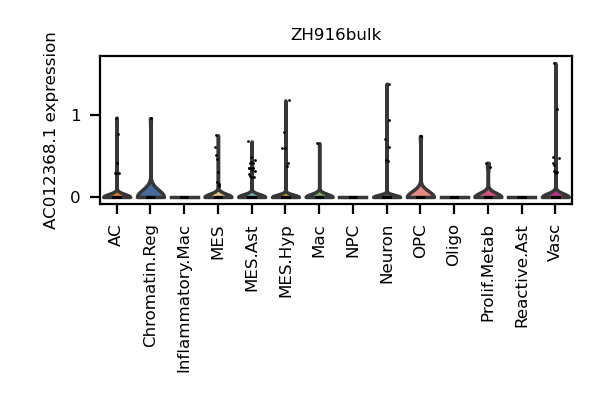 ZH916bulk
AC012368.1 expression
1
0
AC
Chromatin.Reg
Inflammatory.Mac
MES
MES.Ast
MES.Hyp
Mac
NPC
Neuron
OPC
Oligo
Prolif.Metab
Reactive.Ast
Vasc